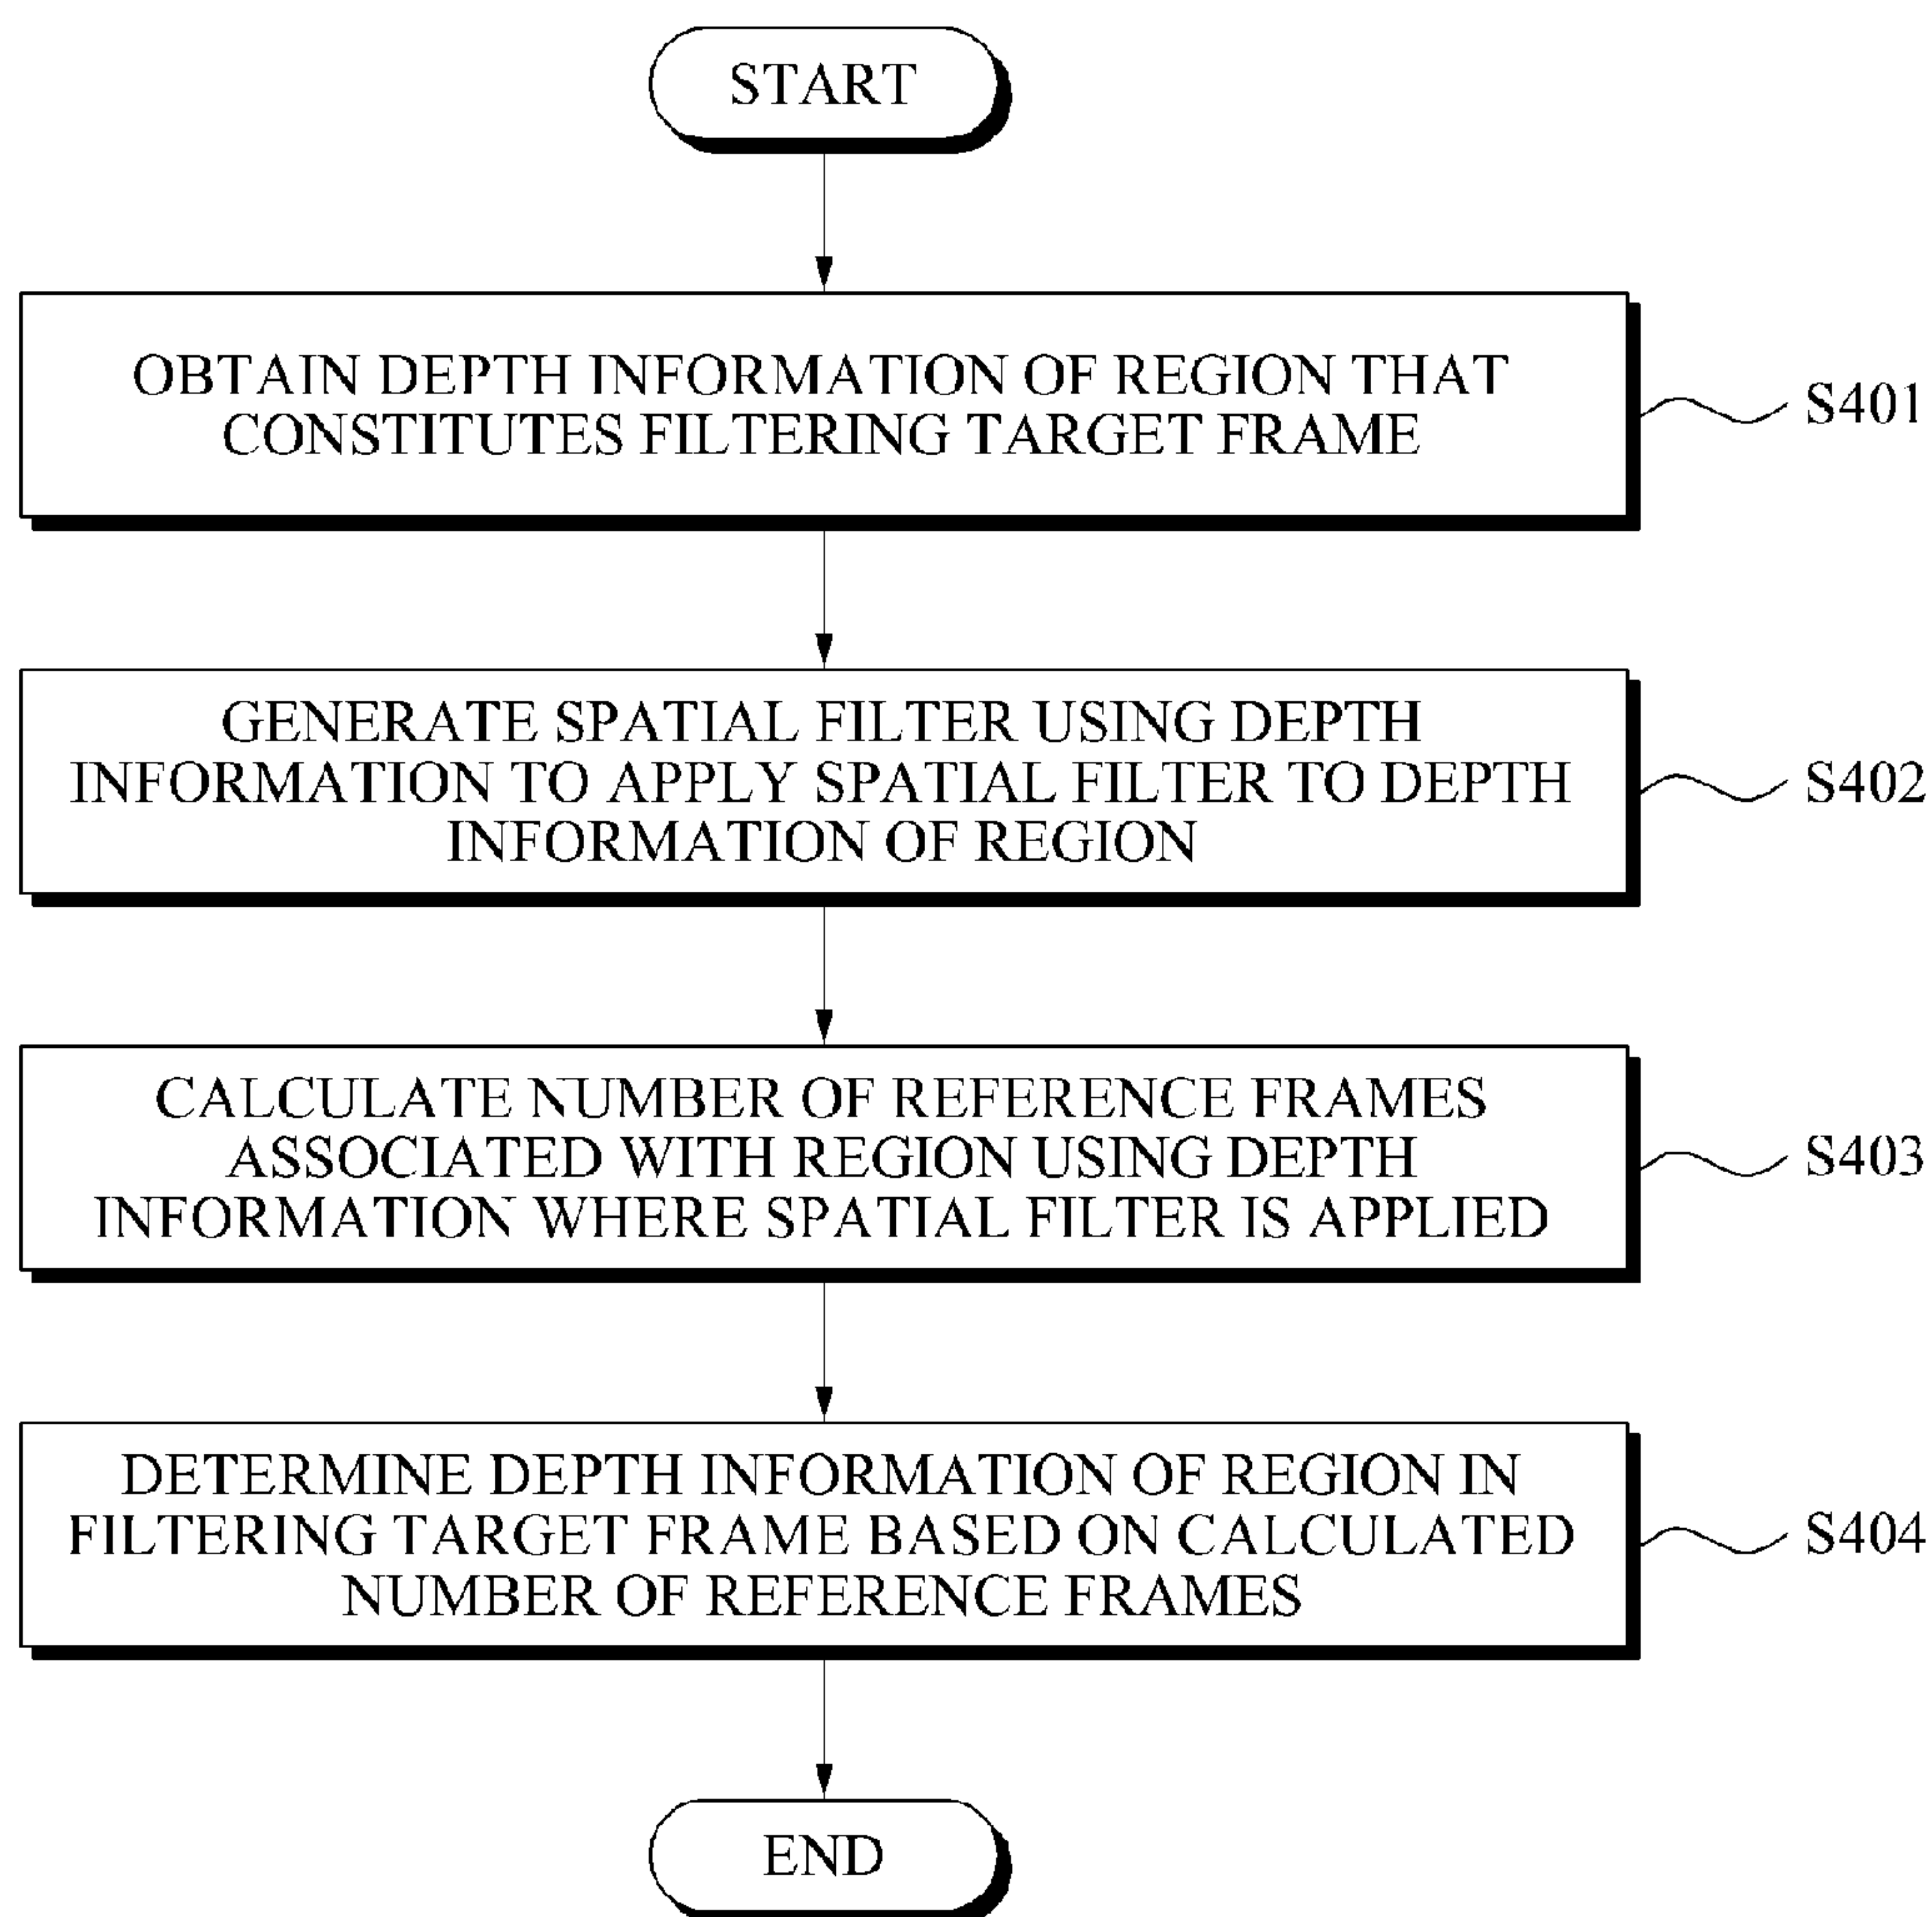 START
OBTAIN DEPTH INFORMATION OF REGION THAT
CONSTITUTES FILTERING TARGET FRAME
S401
GENERATE SPATIAL FILTER USING DEPTH
INFORMATION TO APPLY SPATIAL FILTER TO DEPTH
INFORMATION OF REGION
S402
CALCULATE NUMBER OF REFERENCE FRAMES
ASSOCIATED WITH REGION USING DEPTH
INFORMATION WHERE SPATIAL FILTER IS APPLIED
S403
DETERMINE DEPTH INFORMATION OF REGION IN
FILTERING TARGET FRAME BASED ON CALCULATED
NUMBER OF REFERENCE FRAMES
S404
END